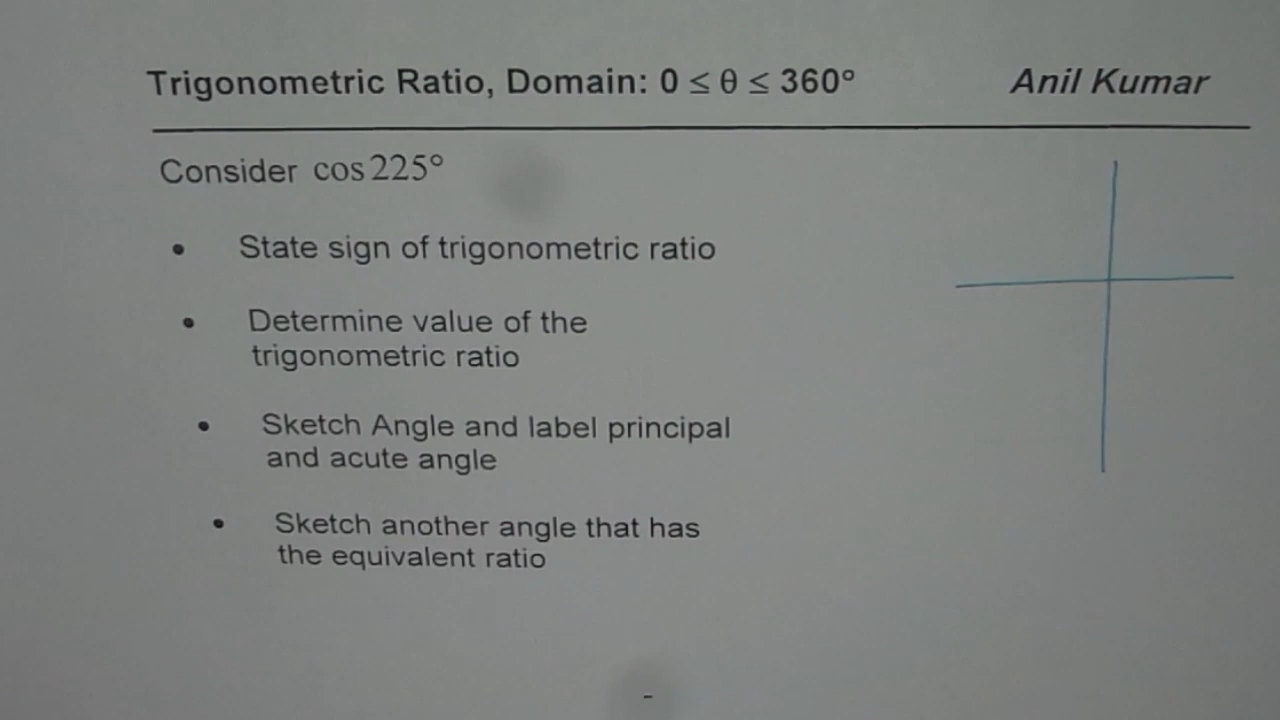 Trigonometric Ratio, Domain: 0 ≤ θ ≤ 360° Anil Kumar
Consider cos 225°
• State sign of trigonometric ratio
• Determine value of the
trigonometric ratio
• Sketch Angle and label principal
and acute angle
• Sketch another angle that has
the equivalent ratio
-